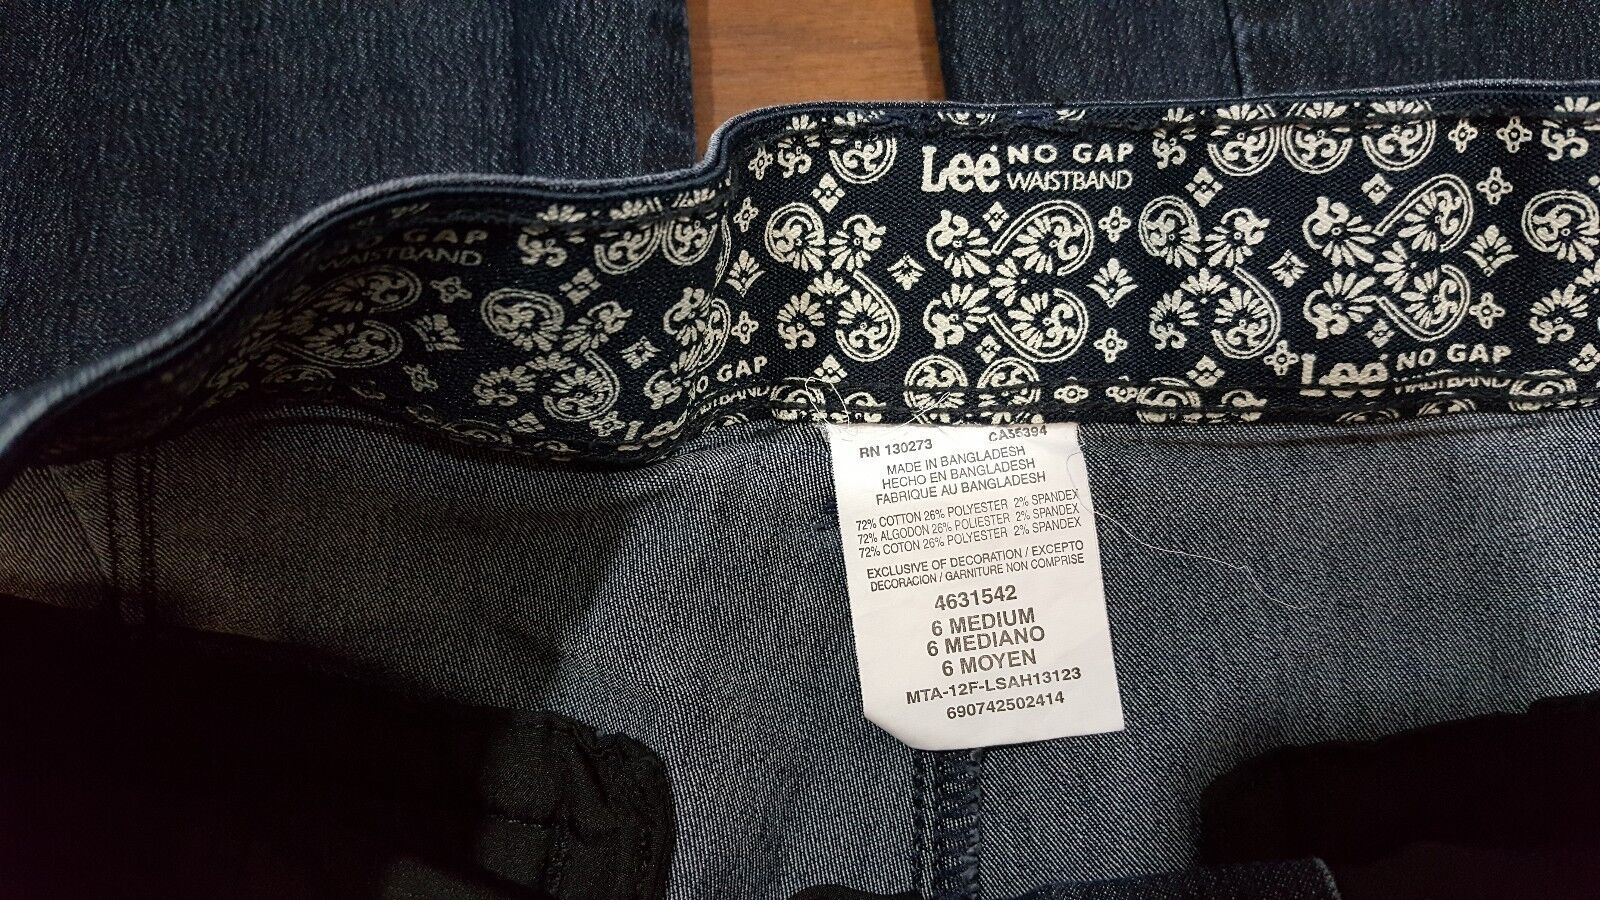 Lee NO GAP
WAISTBAND
NO GAP
WAISTBAND
NO GAP
WAISTBAND
Lee NO GAP
WAISTBAND
RN 130273 CA35394
MADE IN BANGLADESH
HECHO EN BANGLADESH
FABRIQUE AU BANGLADESH
72% COTTON 26% POLYESTER 2% SPANDEX
72% ALGODON 26% POLIESTER 2% SPANDEX
72% COTON 26% POLYESTER 2% SPANDEX
EXCLUSIVE OF DECORATION / EXCEPTO
DECORACION / GARNITURE NON COMPRISE
4631542
6 MEDIUM
6 MEDIANO
6 MOYEN
MTA-12F-LSAH13123
690742502414